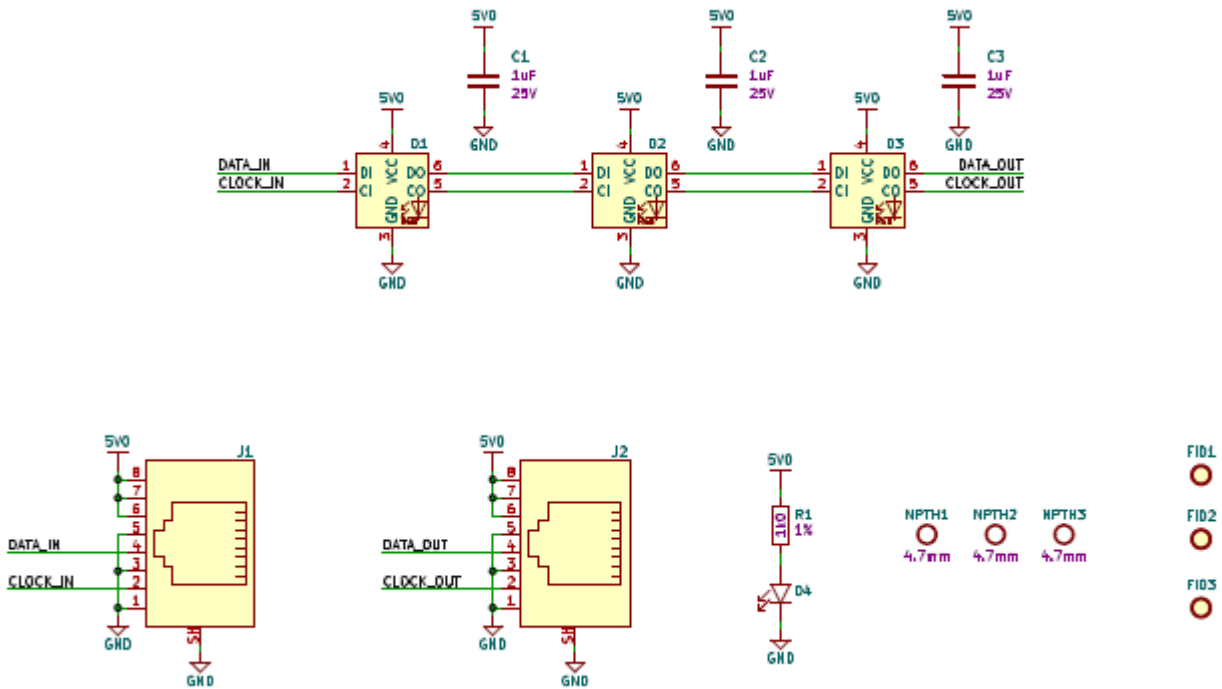 5V0 5V0 5V0
C1 C2 C3
1uF 1uF 1uF
25V 25V 25V
5V0 5V0 5V0
GND GND GND
4 D1 4 D2 4 D3
DATA_IN 1 DI VCC DO 6 1 DI VCC DO 6 1 DI VCC DO 6 DATA_OUT
CLOCK_IN 2 CI CO 5 2 CI CO 5 2 CI CO 5 CLOCK_OUT
GND GND GND
3 3 3
GND GND GND
5V0 J1 5V0 J2
8 8
7 7
6 6
5 5
DATA_IN 4 DATA_OUT 4
3 3
CLOCK_IN 2 CLOCK_OUT 2
1 1
GND SH GND SH
GND GND
5V0
R1
1k0 1%
D4
GND
NPTH1 NPTH2 NPTH3
4.7mm 4.7mm 4.7mm
FID1
FID2
FID3